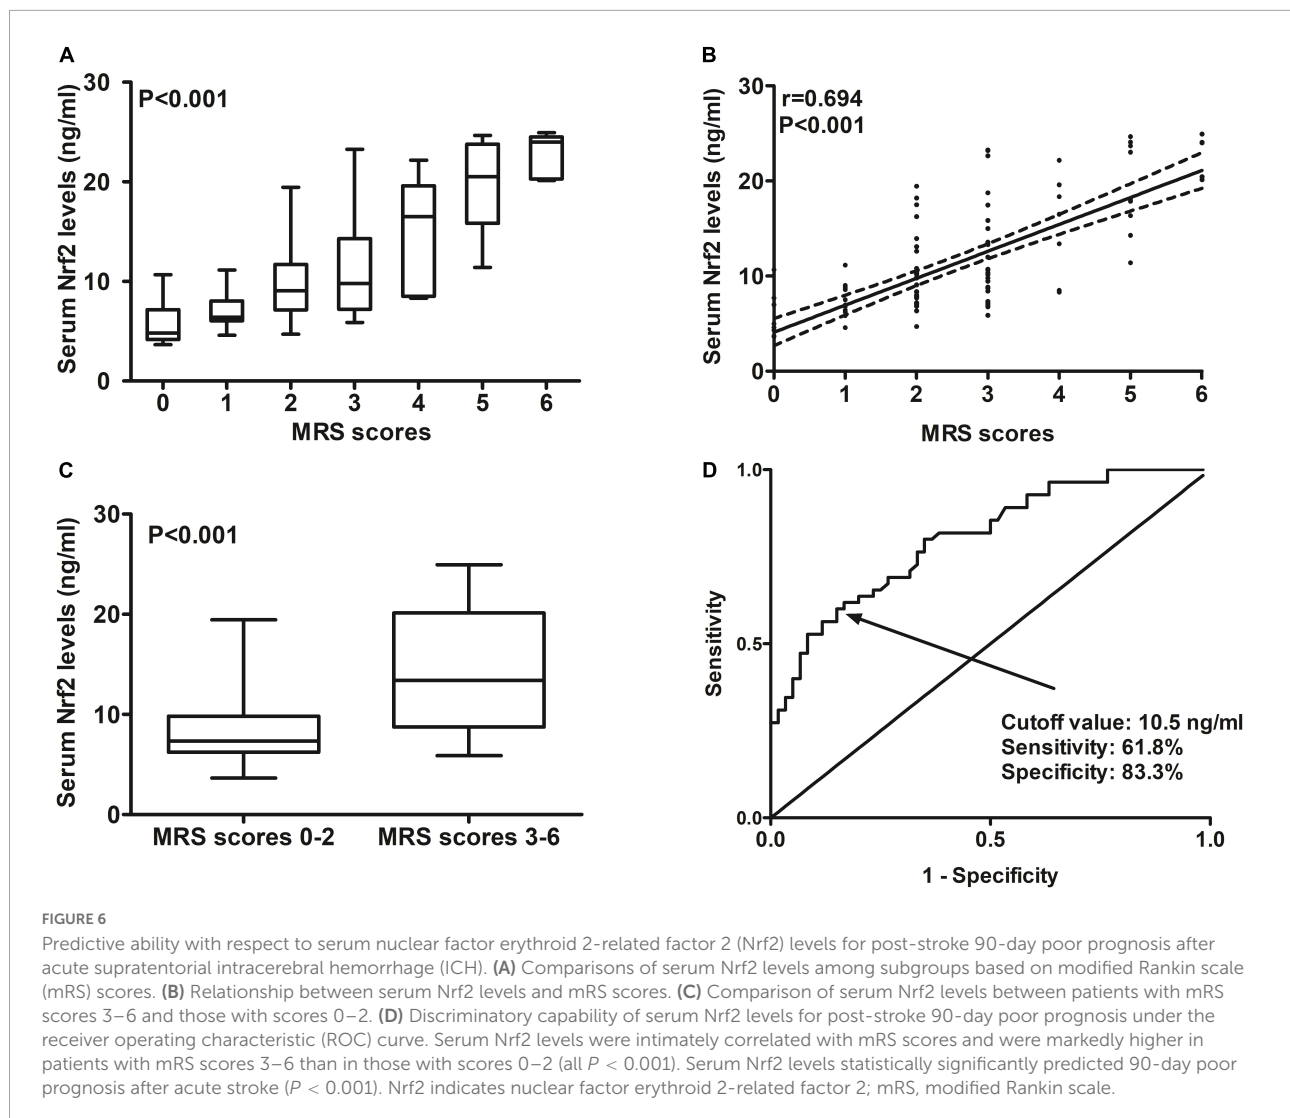 A
Serum Nrf2 levels (ng/ml)
30
20
10
0
P<0.001
0 1 2 3 4 5 6
MRS scores
B
Serum Nrf2 levels (ng/ml)
30
20
10
0
r=0.694
P<0.001
0 1 2 3 4 5 6
MRS scores
C
Serum Nrf2 levels (ng/ml)
30
20
10
0
P<0.001
MRS scores 0-2 MRS scores 3-6
D
Sensitivity
1.0
0.5
0.0
Cutoff value: 10.5 ng/ml
Sensitivity: 61.8%
Specificity: 83.3%
0.0 0.5 1.0
1 - Specificity
FIGURE 6
Predictive ability with respect to serum nuclear factor erythroid 2-related factor 2 (Nrf2) levels for post-stroke 90-day poor prognosis after
acute supratentorial intracerebral hemorrhage (ICH). (A) Comparisons of serum Nrf2 levels among subgroups based on modified Rankin scale
(mRS) scores. (B) Relationship between serum Nrf2 levels and mRS scores. (C) Comparison of serum Nrf2 levels between patients with mRS
scores 3–6 and those with scores 0–2. (D) Discriminatory capability of serum Nrf2 levels for post-stroke 90-day poor prognosis under the
receiver operating characteristic (ROC) curve. Serum Nrf2 levels were intimately correlated with mRS scores and were markedly higher in
patients with mRS scores 3–6 than in those with scores 0–2 (all P < 0.001). Serum Nrf2 levels statistically significantly predicted 90-day poor
prognosis after acute stroke (P < 0.001). Nrf2 indicates nuclear factor erythroid 2-related factor 2; mRS, modified Rankin scale.